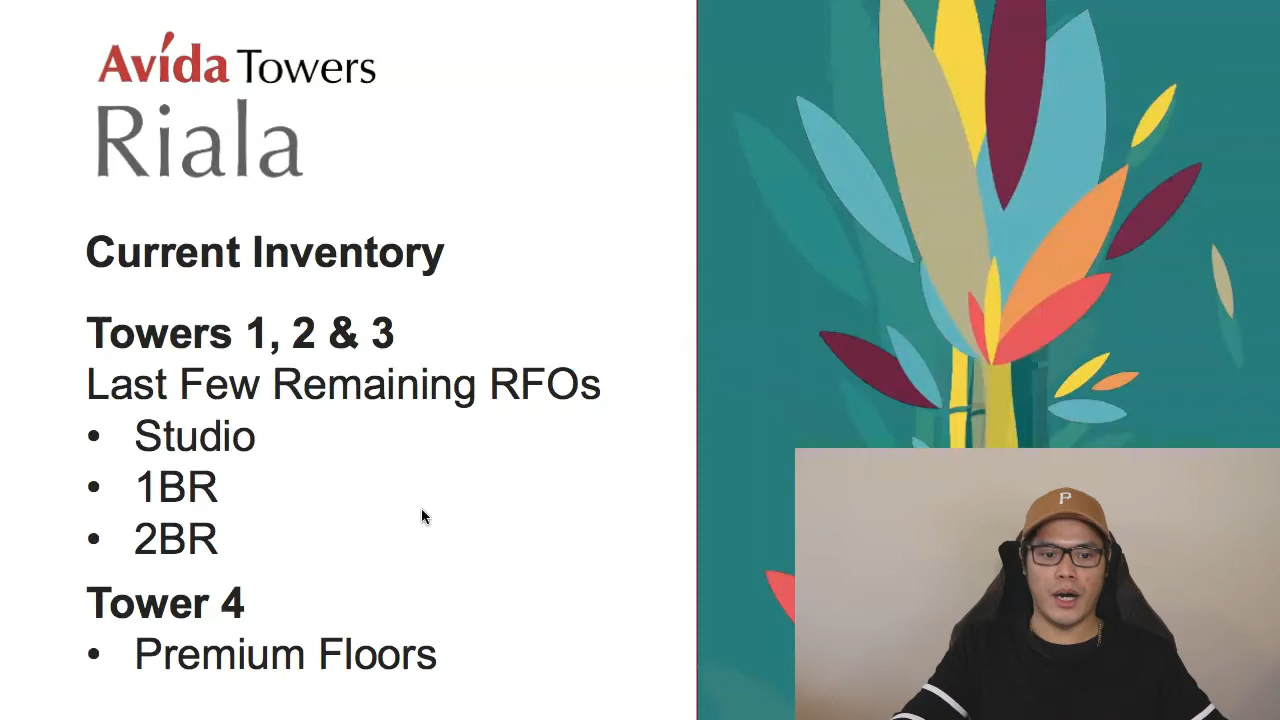 Avída Towers
Riala
Current Inventory
Towers 1, 2 & 3
Last Few Remaining RFOs
• Studio
• 1BR
• 2BR
Tower 4
• Premium Floors
P